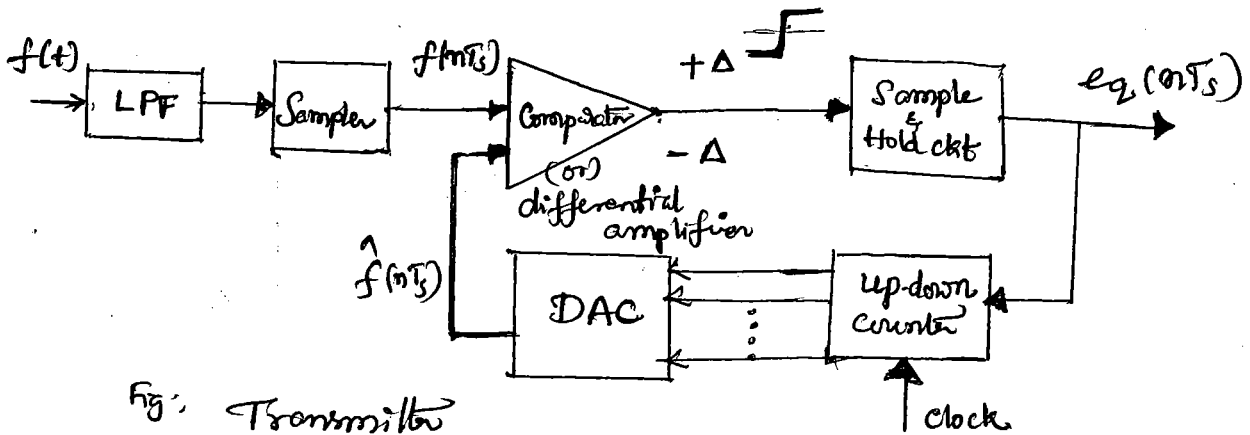 f(t)
LPF
Sampler
f(nTs)
Comparator
(or)
differential
amplifier
+Δ
-Δ
Sample
&
Hold ckt
eq(nTs)
f̂(nTs)
DAC
Up-down
Counter
Clock
Fig:, Transmitter